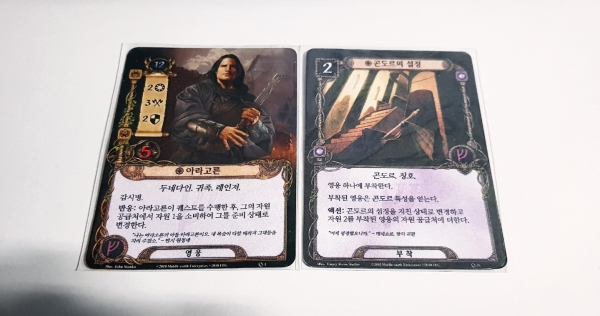 12
2
3
2
5
아라고른
두네다인. 귀족. 레인저.
감시병.
반응: 아라고른이 퀘스트를 수행한 후, 그의 자원
공급처에서 자원 1을 소비하여 그를 준비 상태로
변경한다.
영웅
2
곤도르의 섭정
곤도르. 칭호.
영웅 하나에 부착한다.
부착된 영웅은 곤도르 특성을 얻는다.
액션: 곤도르의 섭정을 지친 상태로 변경하고
자원 2를 부착된 영웅의 자원 공급처에 더한다.
부착